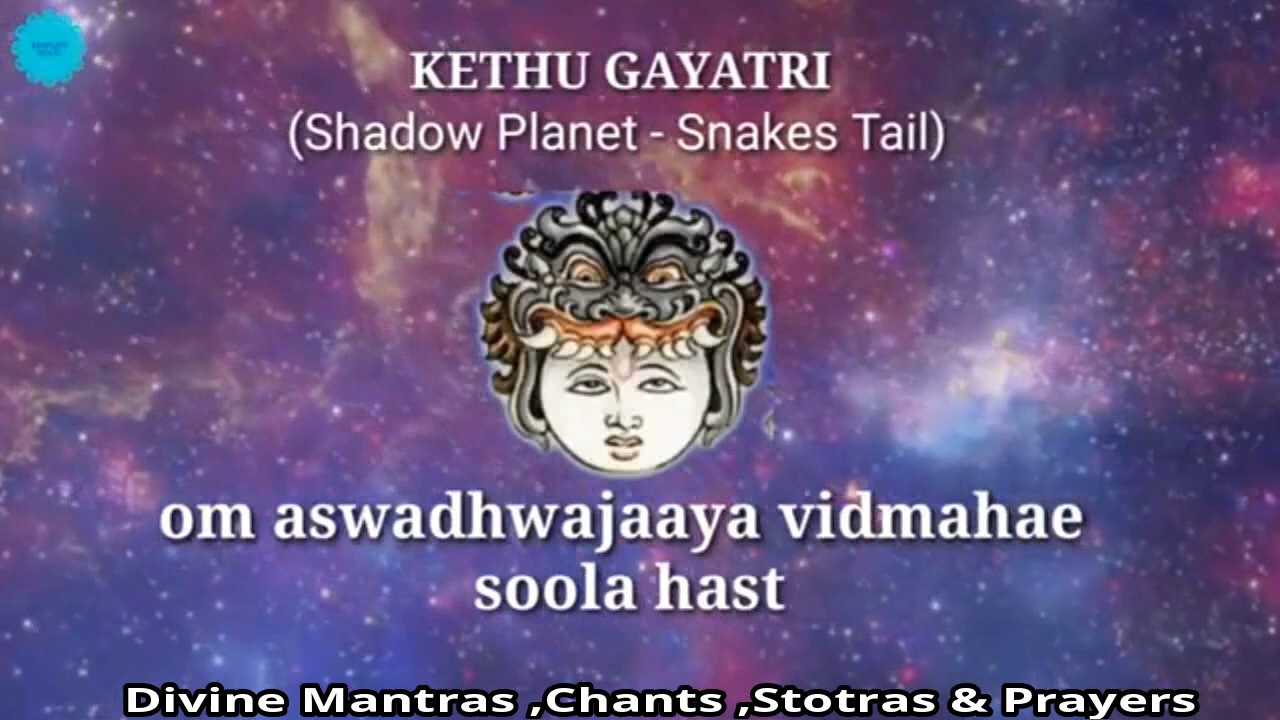 KETHU GAYATRI
(Shadow Planet - Snakes Tail)
om aswadhwajaaya vidmahae
soola hast
Divine Mantras ,Chants ,Stotras & Prayers